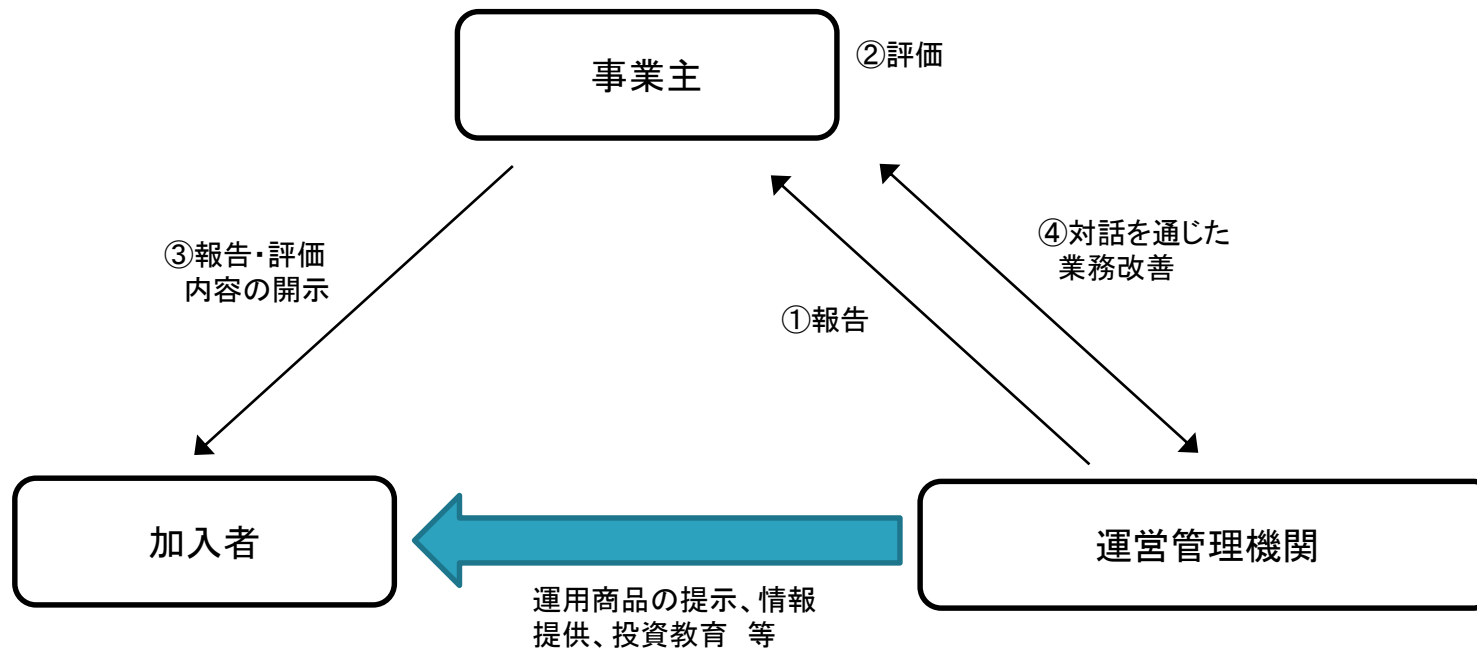 事業主
②評価
③報告・評価
内容の開示
④対話を通じた
業務改善
①報告
加入者
運営管理機関
運用商品の提示、情報
提供、投資教育　等